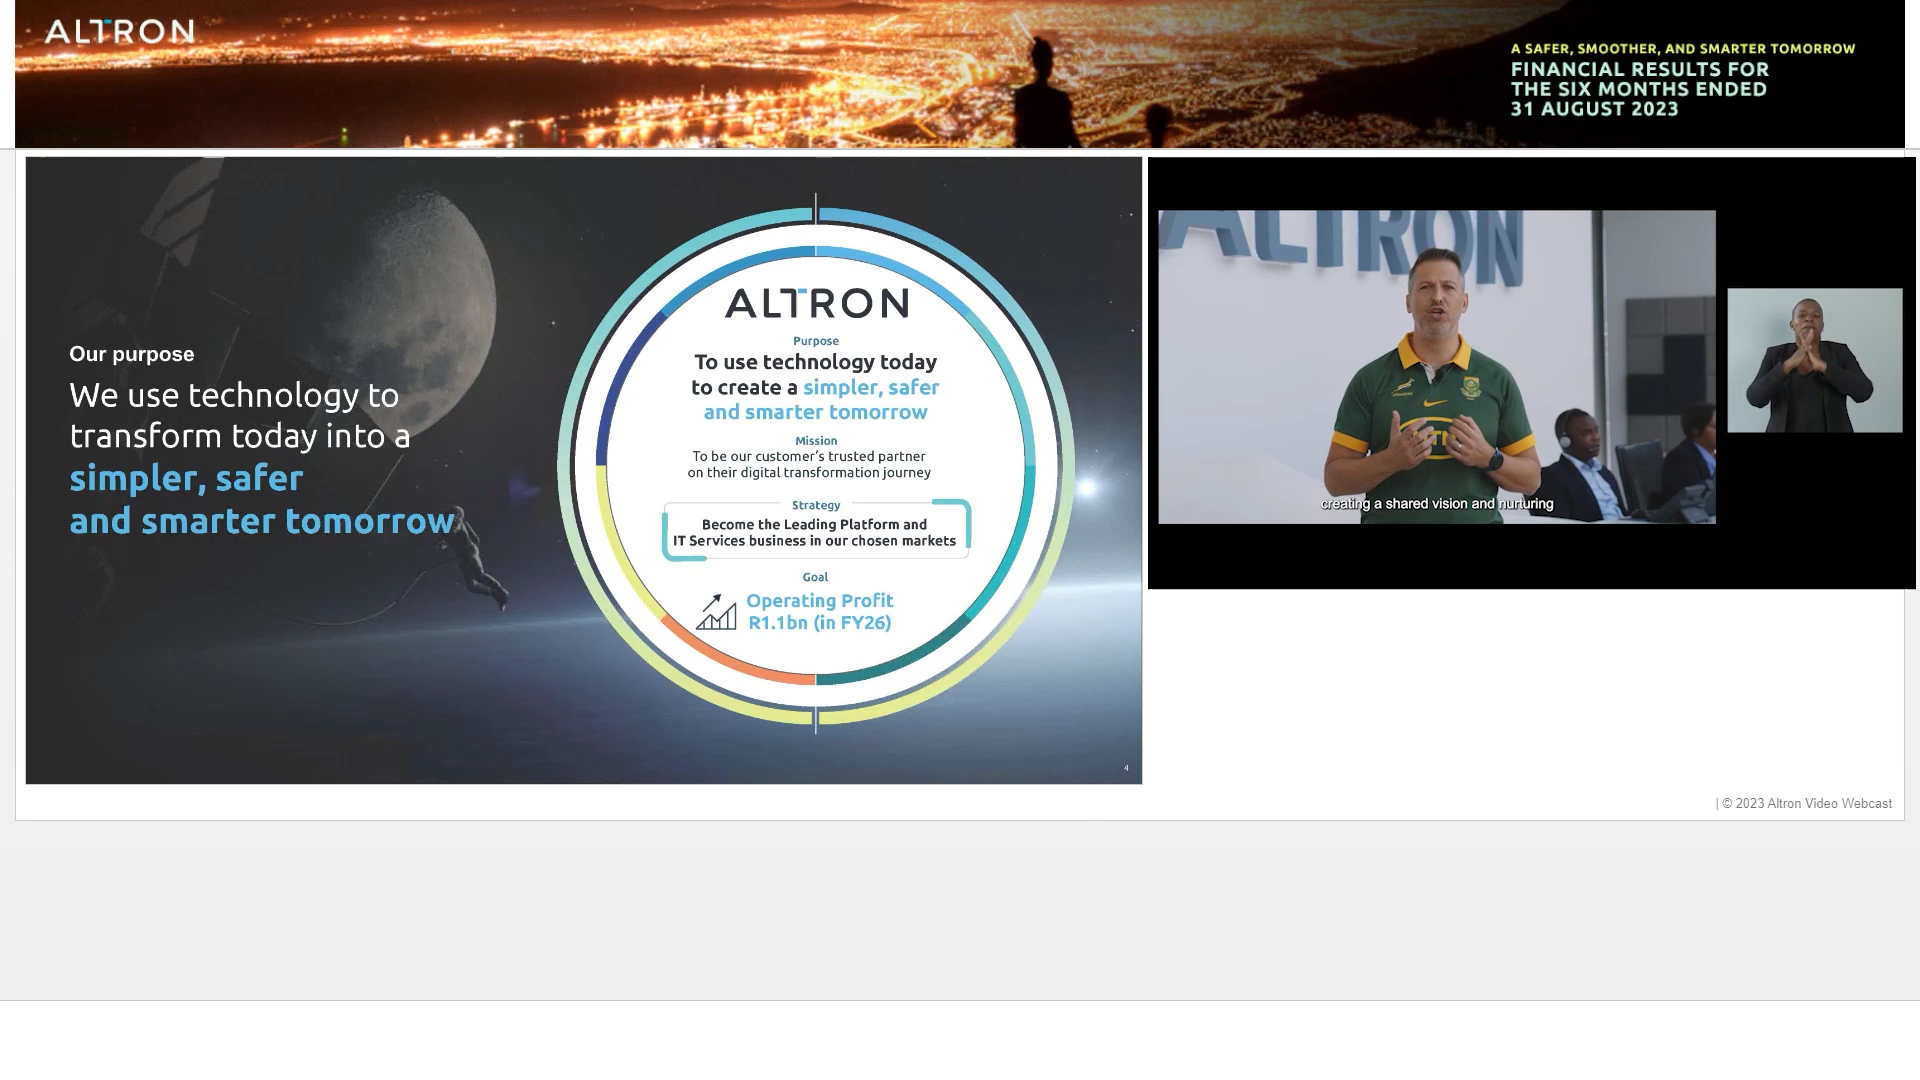 ALTRON
A SAFER, SMOOTHER, AND SMARTER TOMORROW
FINANCIAL RESULTS FOR
THE SIX MONTHS ENDED
31 AUGUST 2023
Our purpose
We use technology to
transform today into a
simpler, safer
and smarter tomorrow
ALTRON
Purpose
To use technology today
to create a simpler, safer
and smarter tomorrow
Mission
To be our customer's trusted partner
on their digital transformation journey
Strategy
Become the Leading Platform and
IT Services business in our chosen markets
Goal
Operating Profit
R1.1bn (in FY26)
4
ALTRON
creating a shared vision and nurturing
| © 2023 Altron Video Webcast